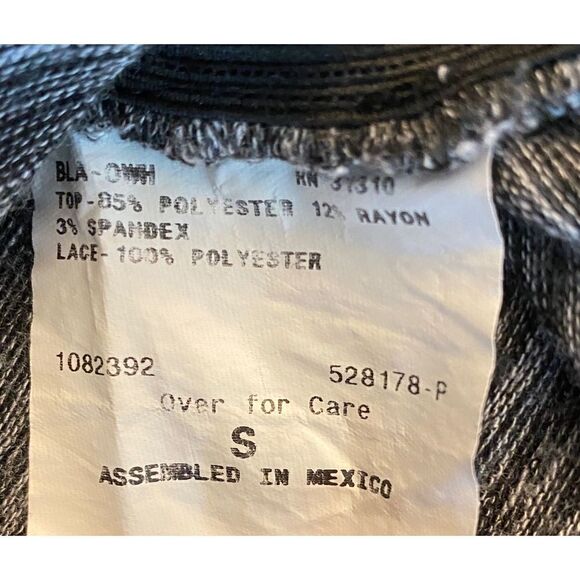 BLA-OWH RN 31310
TOP-85% POLYESTER 12% RAYON
3% SPANDEX
LACE-100% POLYESTER
1082392 528178-P
Over for Care
S
ASSEMBLED IN MEXICO